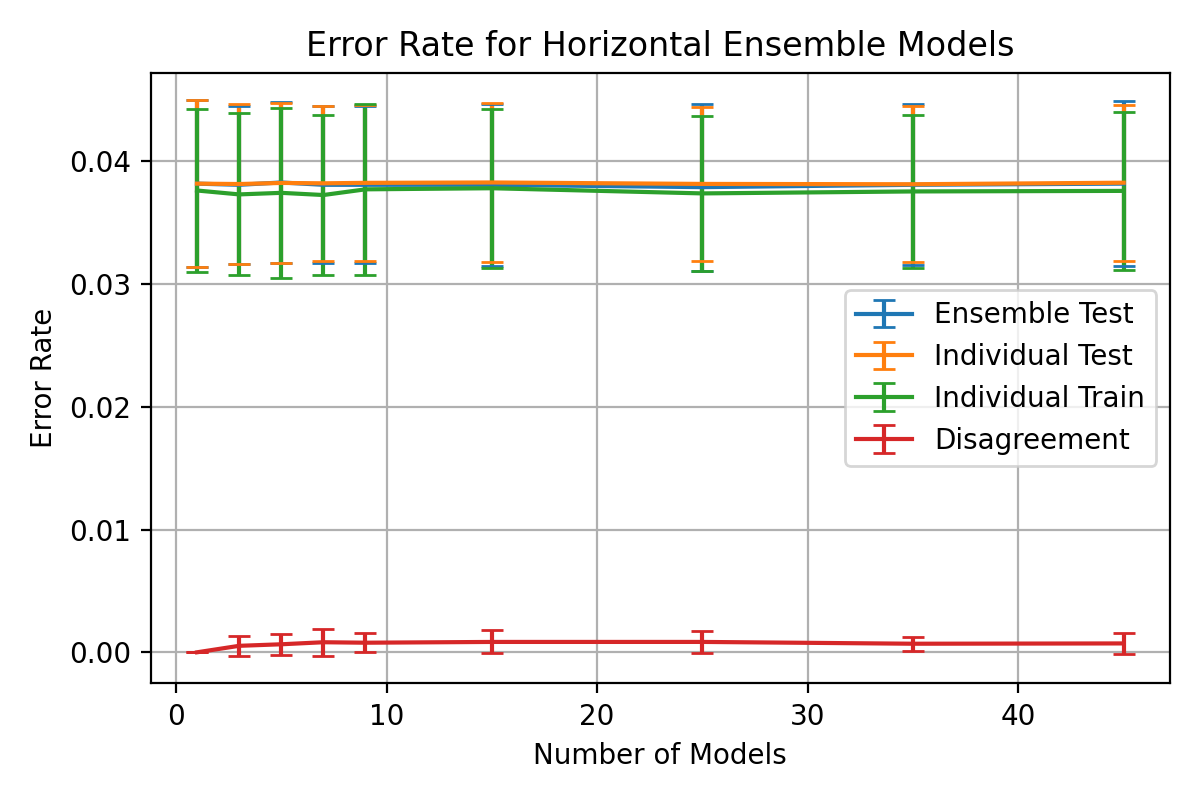 Error Rate for Horizontal Ensemble Models
0.04
0.03
0.02
0.01
0.00
Error Rate
Ensemble Test
Individual Test
Individual Train
Disagreement
0 10 20 30 40
Number of Models